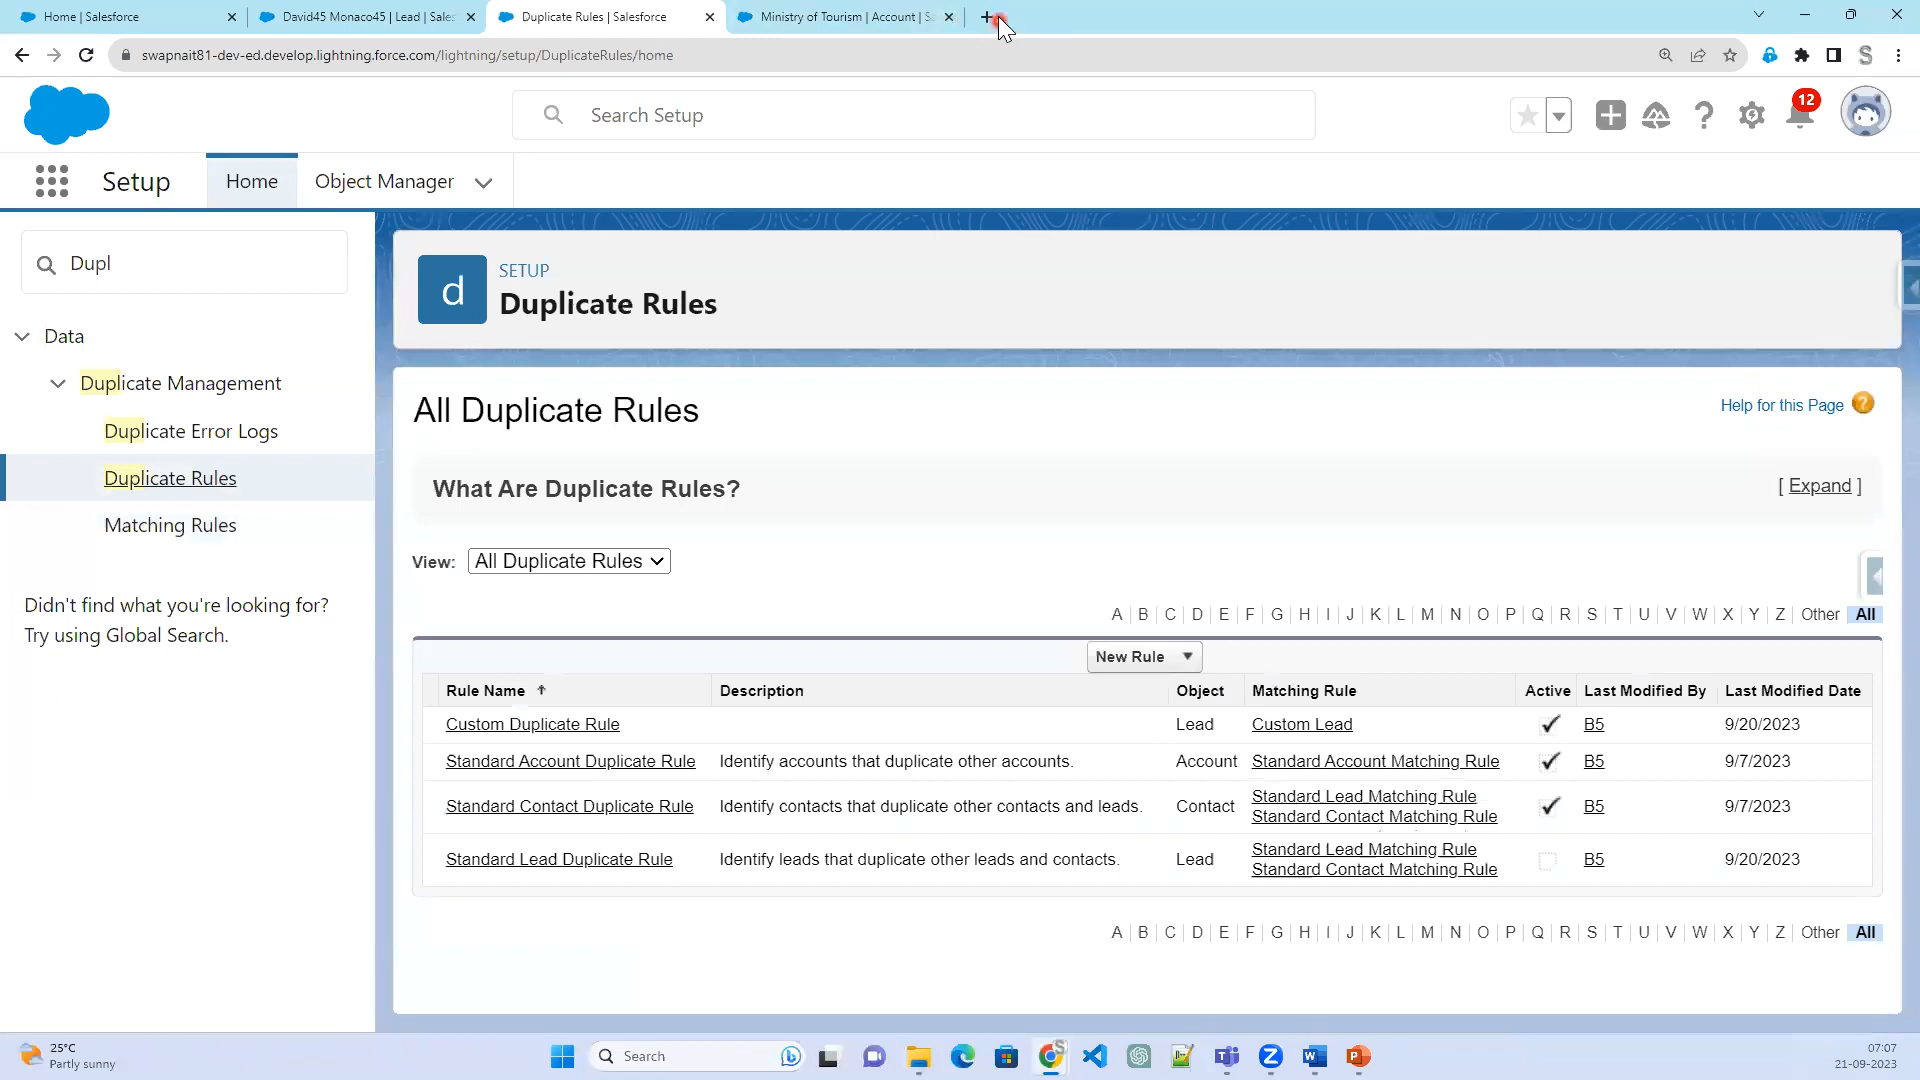 Home | Salesforce
David45 Monaco45 | Lead | Sales
Duplicate Rules | Salesforce
Ministry of Tourism | Account | S
swapnait81-dev-ed.develop.lightning.force.com/lightning/setup/DuplicateRules/home
Search Setup
12
Setup
Home
Object Manager
Dupl
Data
Duplicate Management
Duplicate Error Logs
Duplicate Rules
Matching Rules
Didn't find what you're looking for?
Try using Global Search.
d
SETUP
Duplicate Rules
All Duplicate Rules
Help for this Page
What Are Duplicate Rules?
[ Expand ]
View: All Duplicate Rules
A | B | C | D | E | F | G | H | I | J | K | L | M | N | O | P | Q | R | S | T | U | V | W | X | Y | Z | Other | All
New Rule
Rule Name Description Object Matching Rule Active Last Modified By Last Modified Date
Custom Duplicate Rule Lead Custom Lead B5 9/20/2023
Standard Account Duplicate Rule Identify accounts that duplicate other accounts. Account Standard Account Matching Rule B5 9/7/2023
Standard Contact Duplicate Rule Identify contacts that duplicate other contacts and leads. Contact Standard Lead Matching Rule B5 9/7/2023
Standard Contact Matching Rule
Standard Lead Duplicate Rule Identify leads that duplicate other leads and contacts. Lead Standard Lead Matching Rule B5 9/20/2023
Standard Contact Matching Rule
A | B | C | D | E | F | G | H | I | J | K | L | M | N | O | P | Q | R | S | T | U | V | W | X | Y | Z | Other | All
25°C
Partly sunny
Search
07:07
21-09-2023